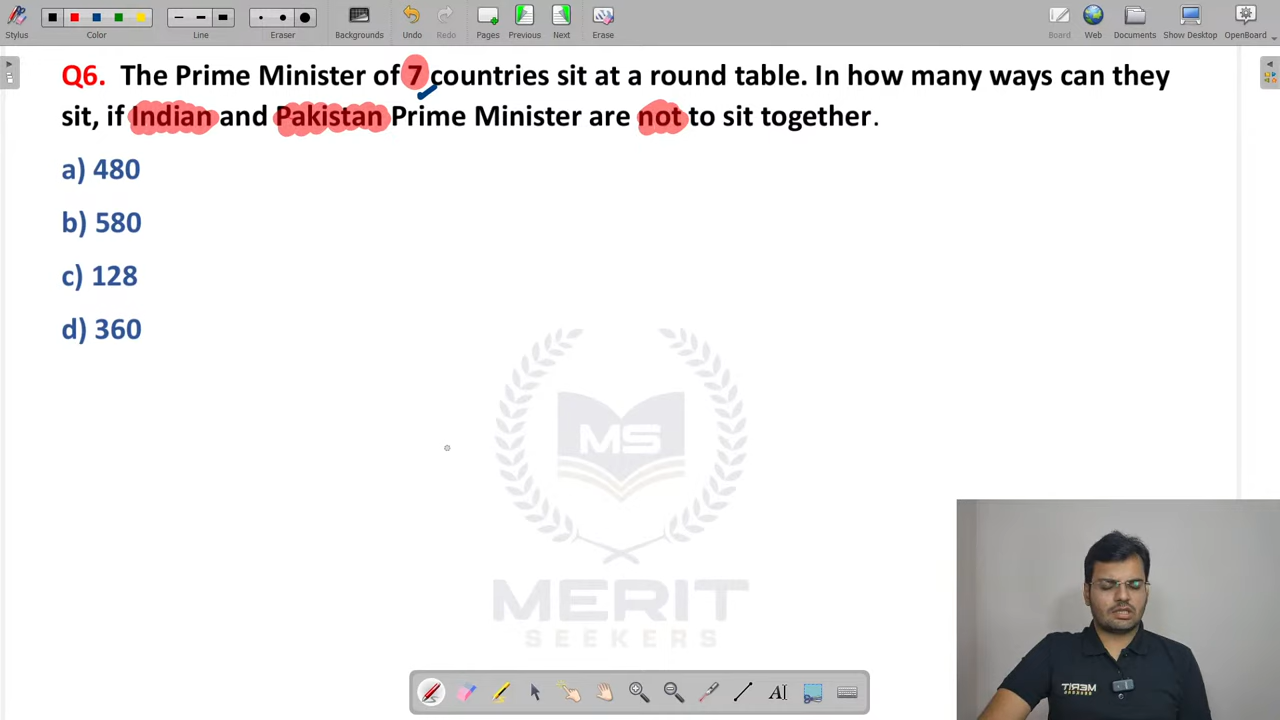 Color
Stylus
Line
Eraser
Backgrounds
Undo
Redo
Pages
Previous
Next
Erase
Board
Web
Documents
Show Desktop
OpenBoard
Q6. The Prime Minister of 7 countries sit at a round table. In how many ways can they
sit, if Indian and Pakistan Prime Minister are not to sit together.
a) 480
b) 580
c) 128
d) 360
MS
MERIT
SEEKERS
MERIT